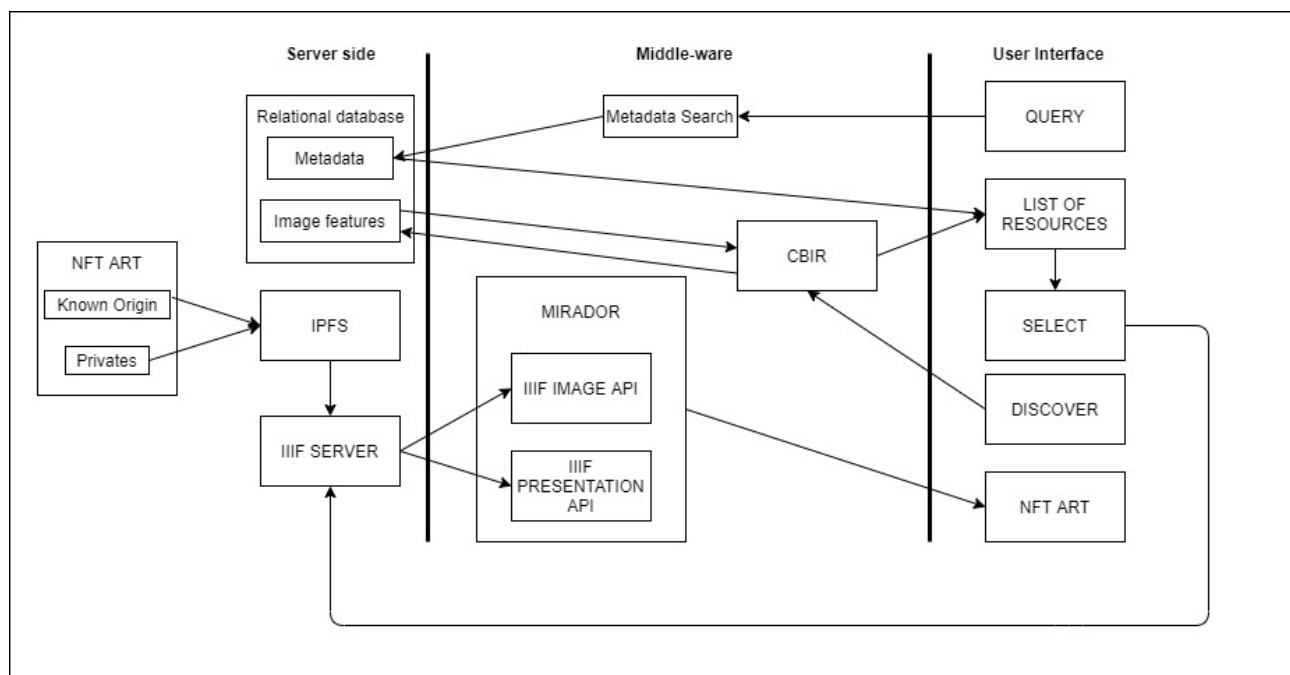 Server side
Middle-ware
User Interface
Relational database
Metadata
Image features
Metadata Search
QUERY
LIST OF
RESOURCES
CBIR
NFT ART
Known Origin
Privates
IPFS
MIRADOR
SELECT
IIIF IMAGE API
DISCOVER
IIIF SERVER
IIIF
PRESENTATION
API
NFT ART